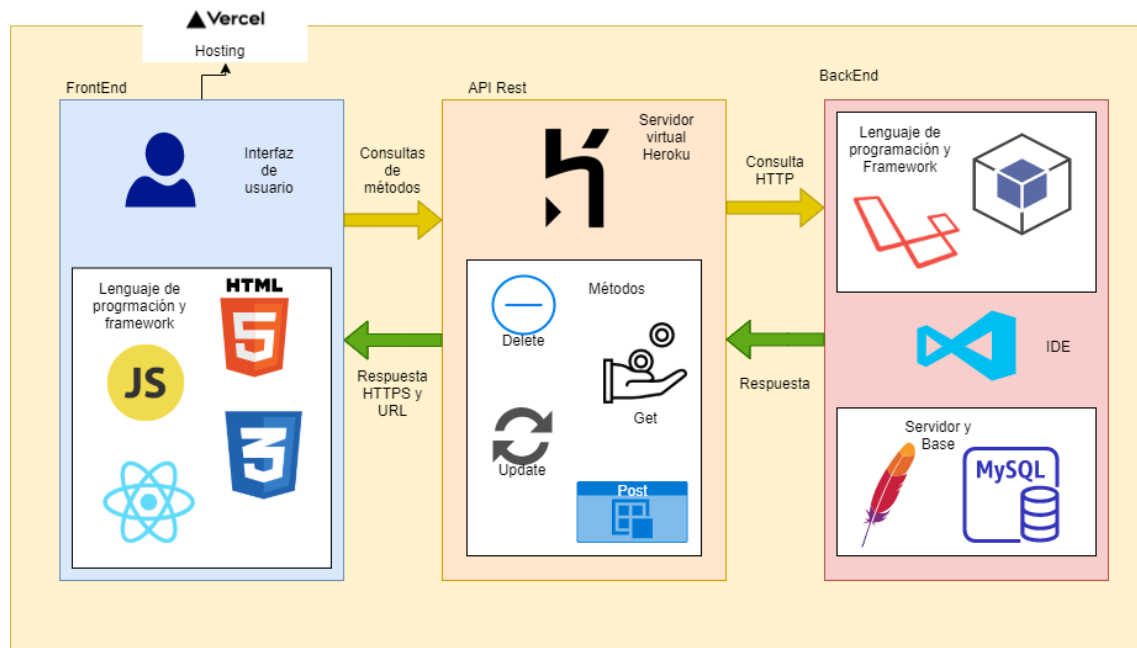 Vercel
Hosting
FrontEnd
Interfaz
de
usuario
Lenguaje de
progrmación y
framework
HTML
5
JS
3
Consultas
de
métodos
Respuesta
HTTPS y
URL
API Rest
Servidor
virtual
Heroku
Métodos
Delete
Get
Update
Post
Consulta
HTTP
Respuesta
BackEnd
Lenguaje de
programación y
Framework
IDE
Servidor y
Base
MySQL